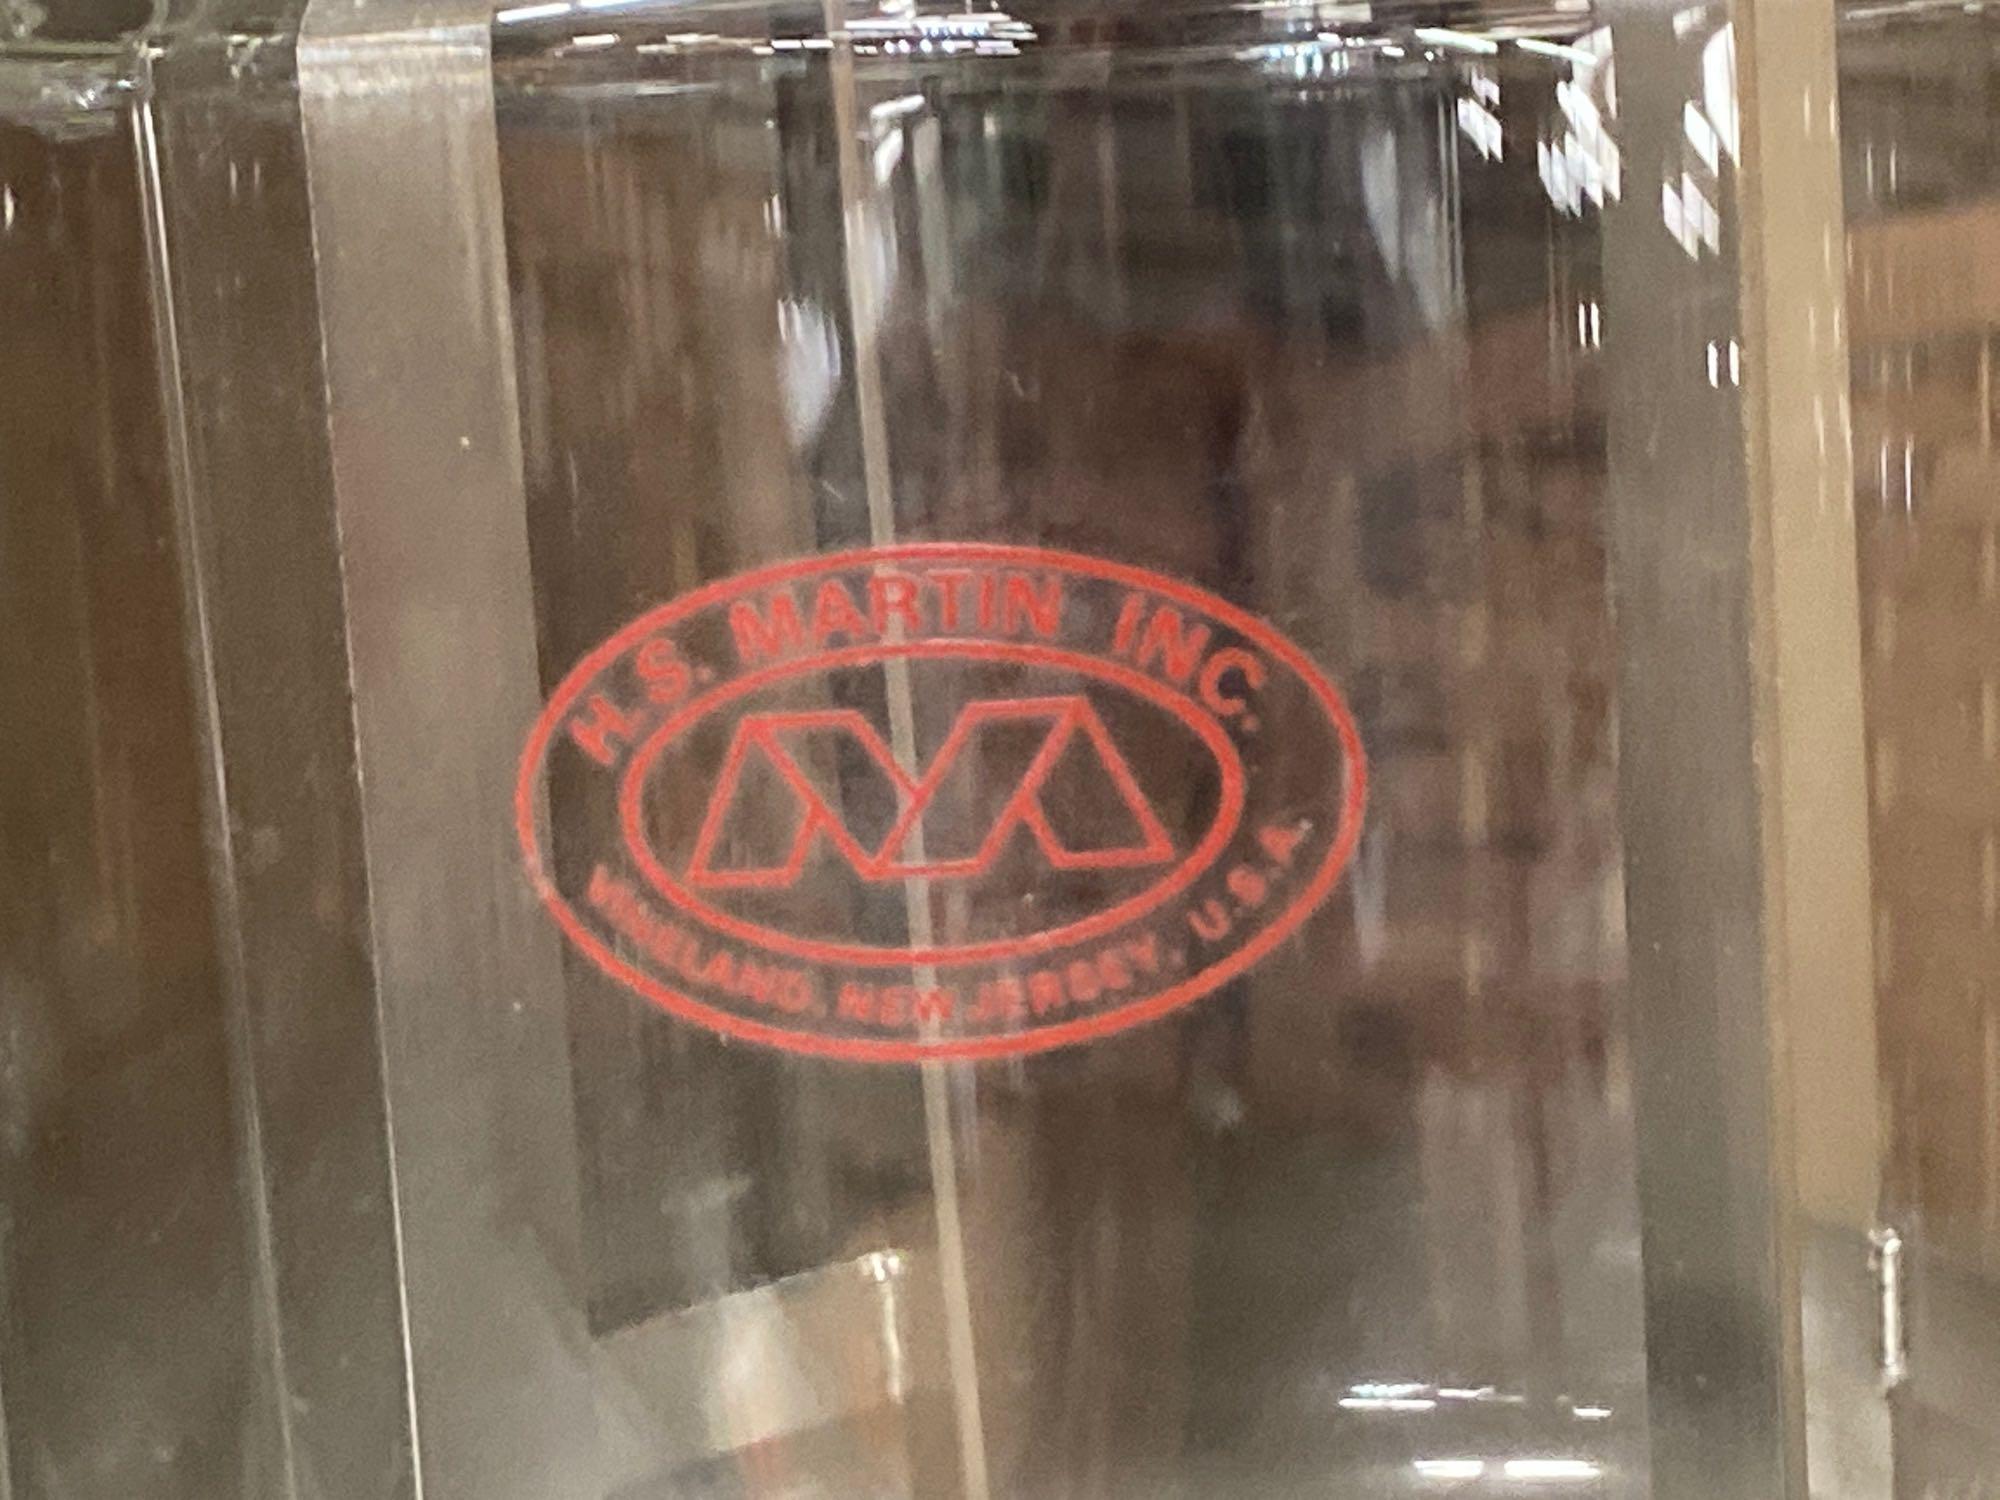 H.S. MARTIN INC.
VINELAND, NEW JERSEY, U.S.A.